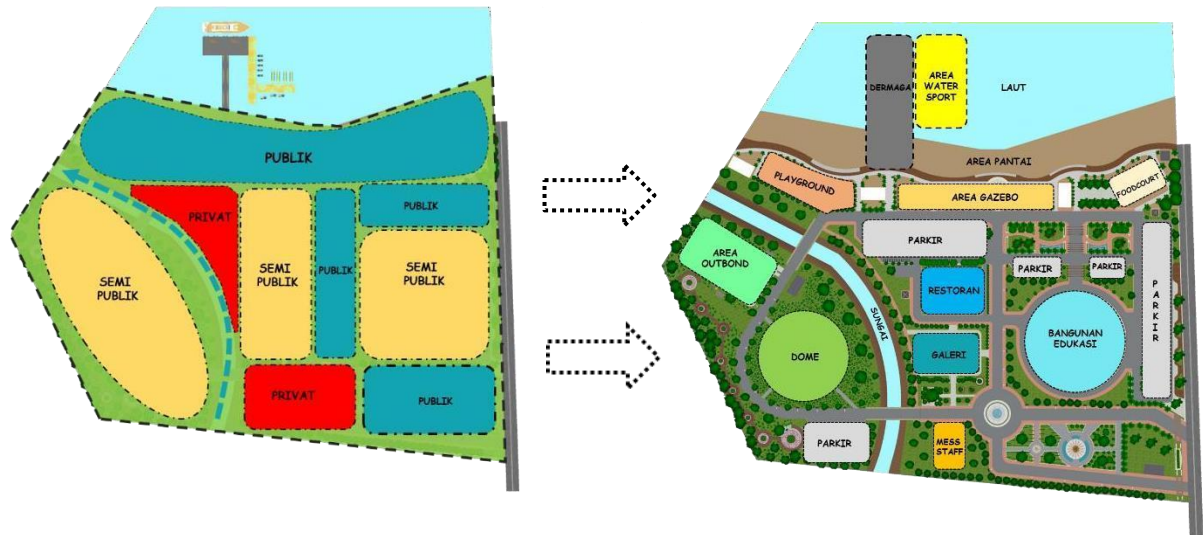 PUBLIK
PRIVAT
PUBLIK
SEMI
PUBLIK
SEMI
PUBLIK
PUBLIK
SEMI
PUBLIK
PRIVAT
PUBLIK
DERMAGA
AREA
WATER
SPORT
LAUT
AREA PANTAI
PLAYGROUND
AREA GAZEBO
FOODCOURT
PARKIR
AREA
OUTBOND
PARKIR
PARKIR
PARKIR
RESTORAN
SUNGAI
BANGUNAN
EDUKASI
DOME
GALERI
PARKIR
MESS
STAFF